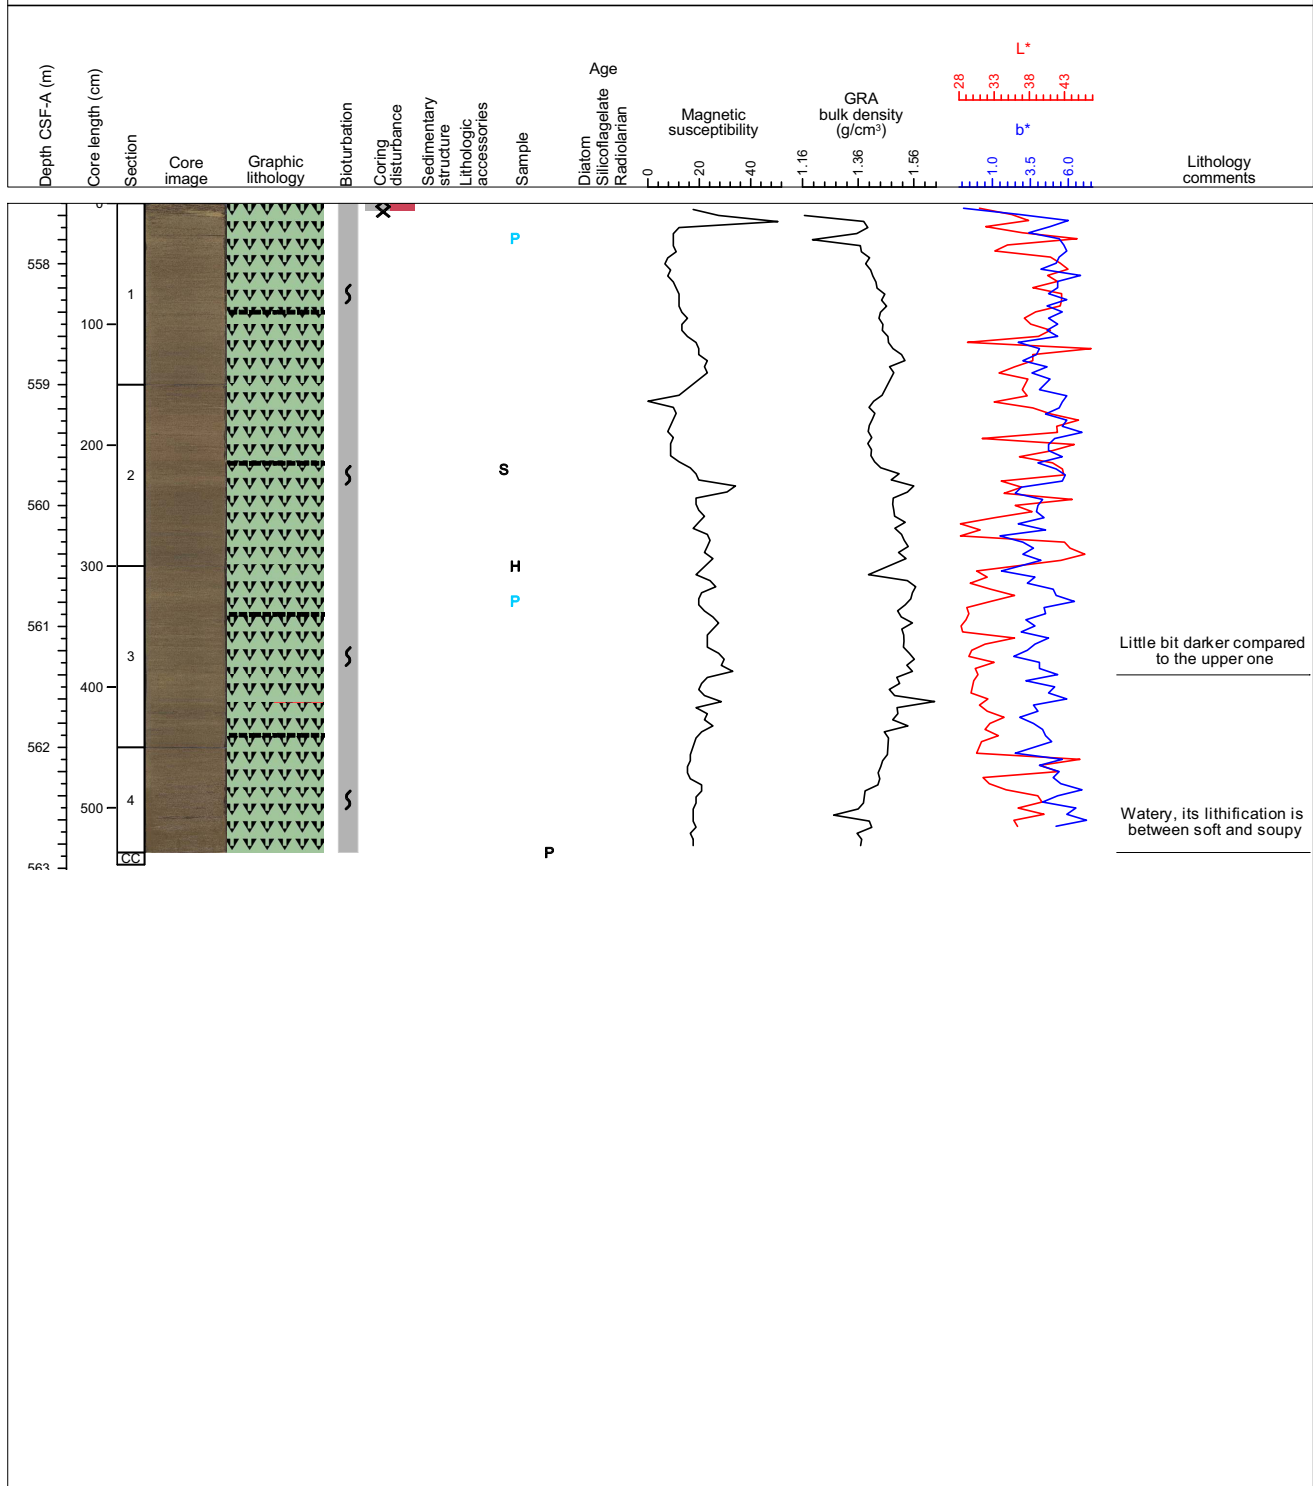 Depth CSF-A (m)
Core length (cm)
Section
Core
image
Graphic
lithology
Bioturbation
Coring
disturbance
Sedimentary
structure
Lithologic
accessories
Sample
Age
Diatom
Silicoflagelate
Radiolarian
Magnetic
susceptibility
0 20 40
GRA
bulk density
(g/cm³)
1.16 1.36 1.56
L*
28 33 38 43
b*
1.0 3.5 6.0
Lithology
comments
0
P
558
1
100
559
200
S
2
560
300
H
P
561
3
Little bit darker compared
to the upper one
400
562
4
500
Watery, its lithification is
between soft and soupy
P
CC
563